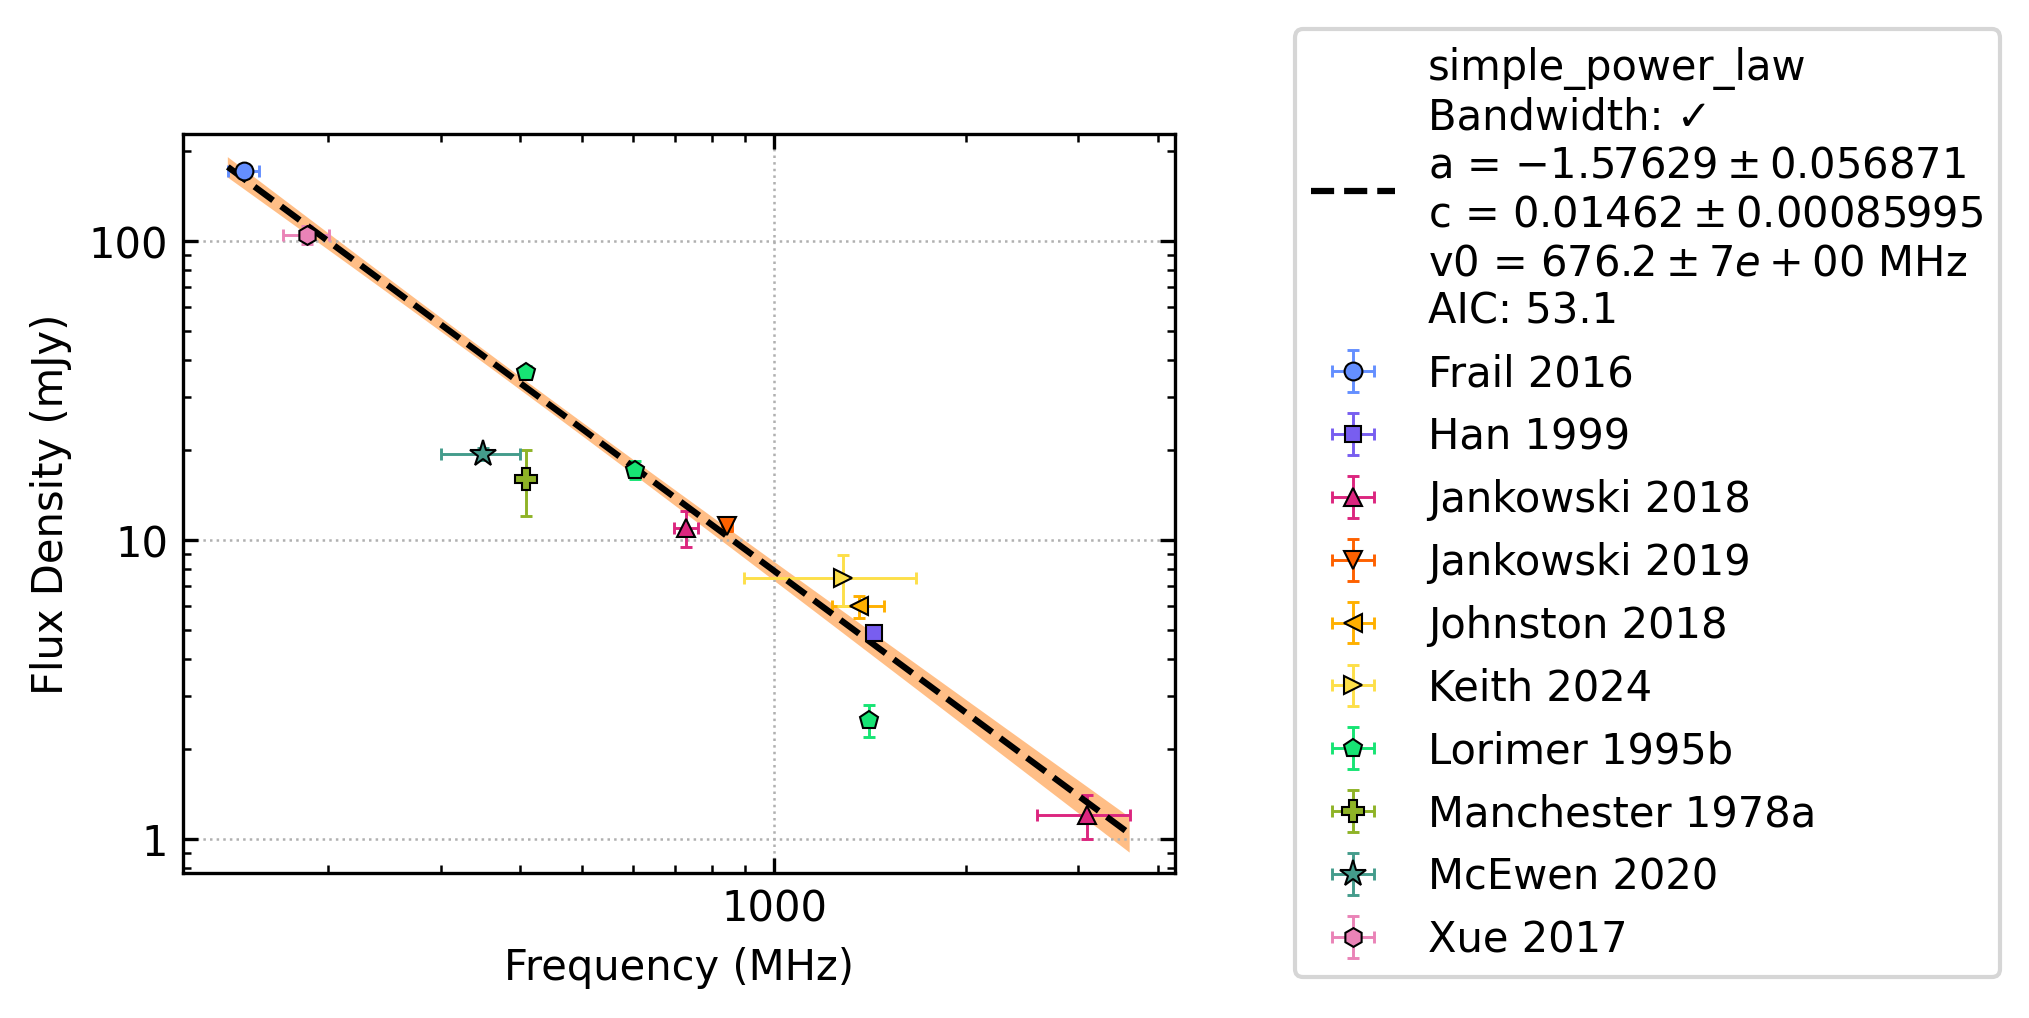 simple_power_law
Bandwidth: ✓
a = −1.57629 ± 0.056871
c = 0.01462 ± 0.00085995
v0 = 676.2 ± 7e + 00 MHz
AIC: 53.1
Frail 2016
Han 1999
Jankowski 2018
Jankowski 2019
Johnston 2018
Keith 2024
Lorimer 1995b
Manchester 1978a
McEwen 2020
Xue 2017
Flux Density (mJy)
100
10
1
1000
Frequency (MHz)